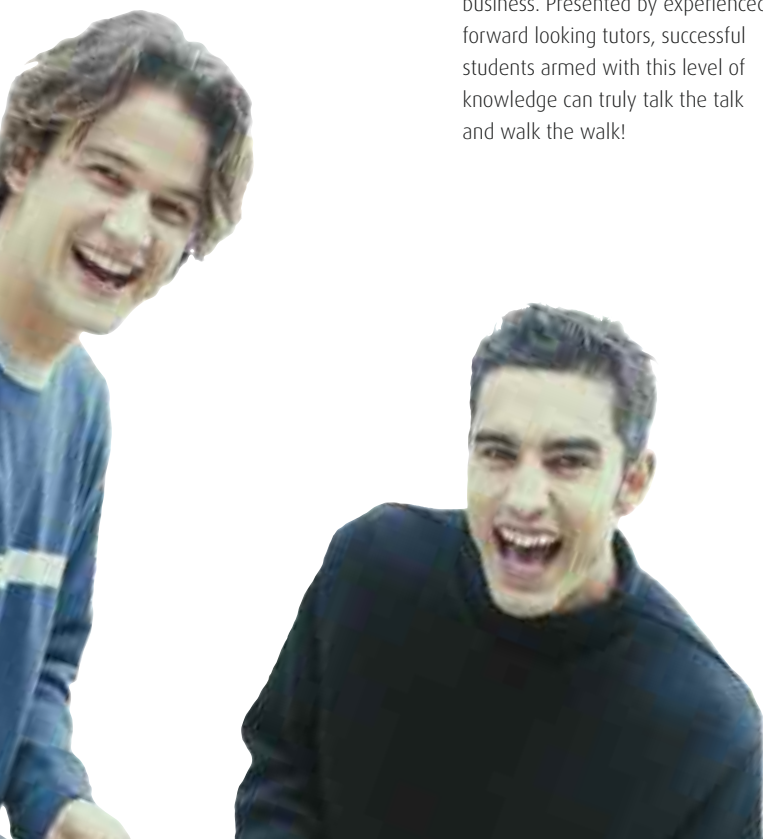 business. Presented by experienced
forward looking tutors, successful
students armed with this level of
knowledge can truly talk the talk
and walk the walk!